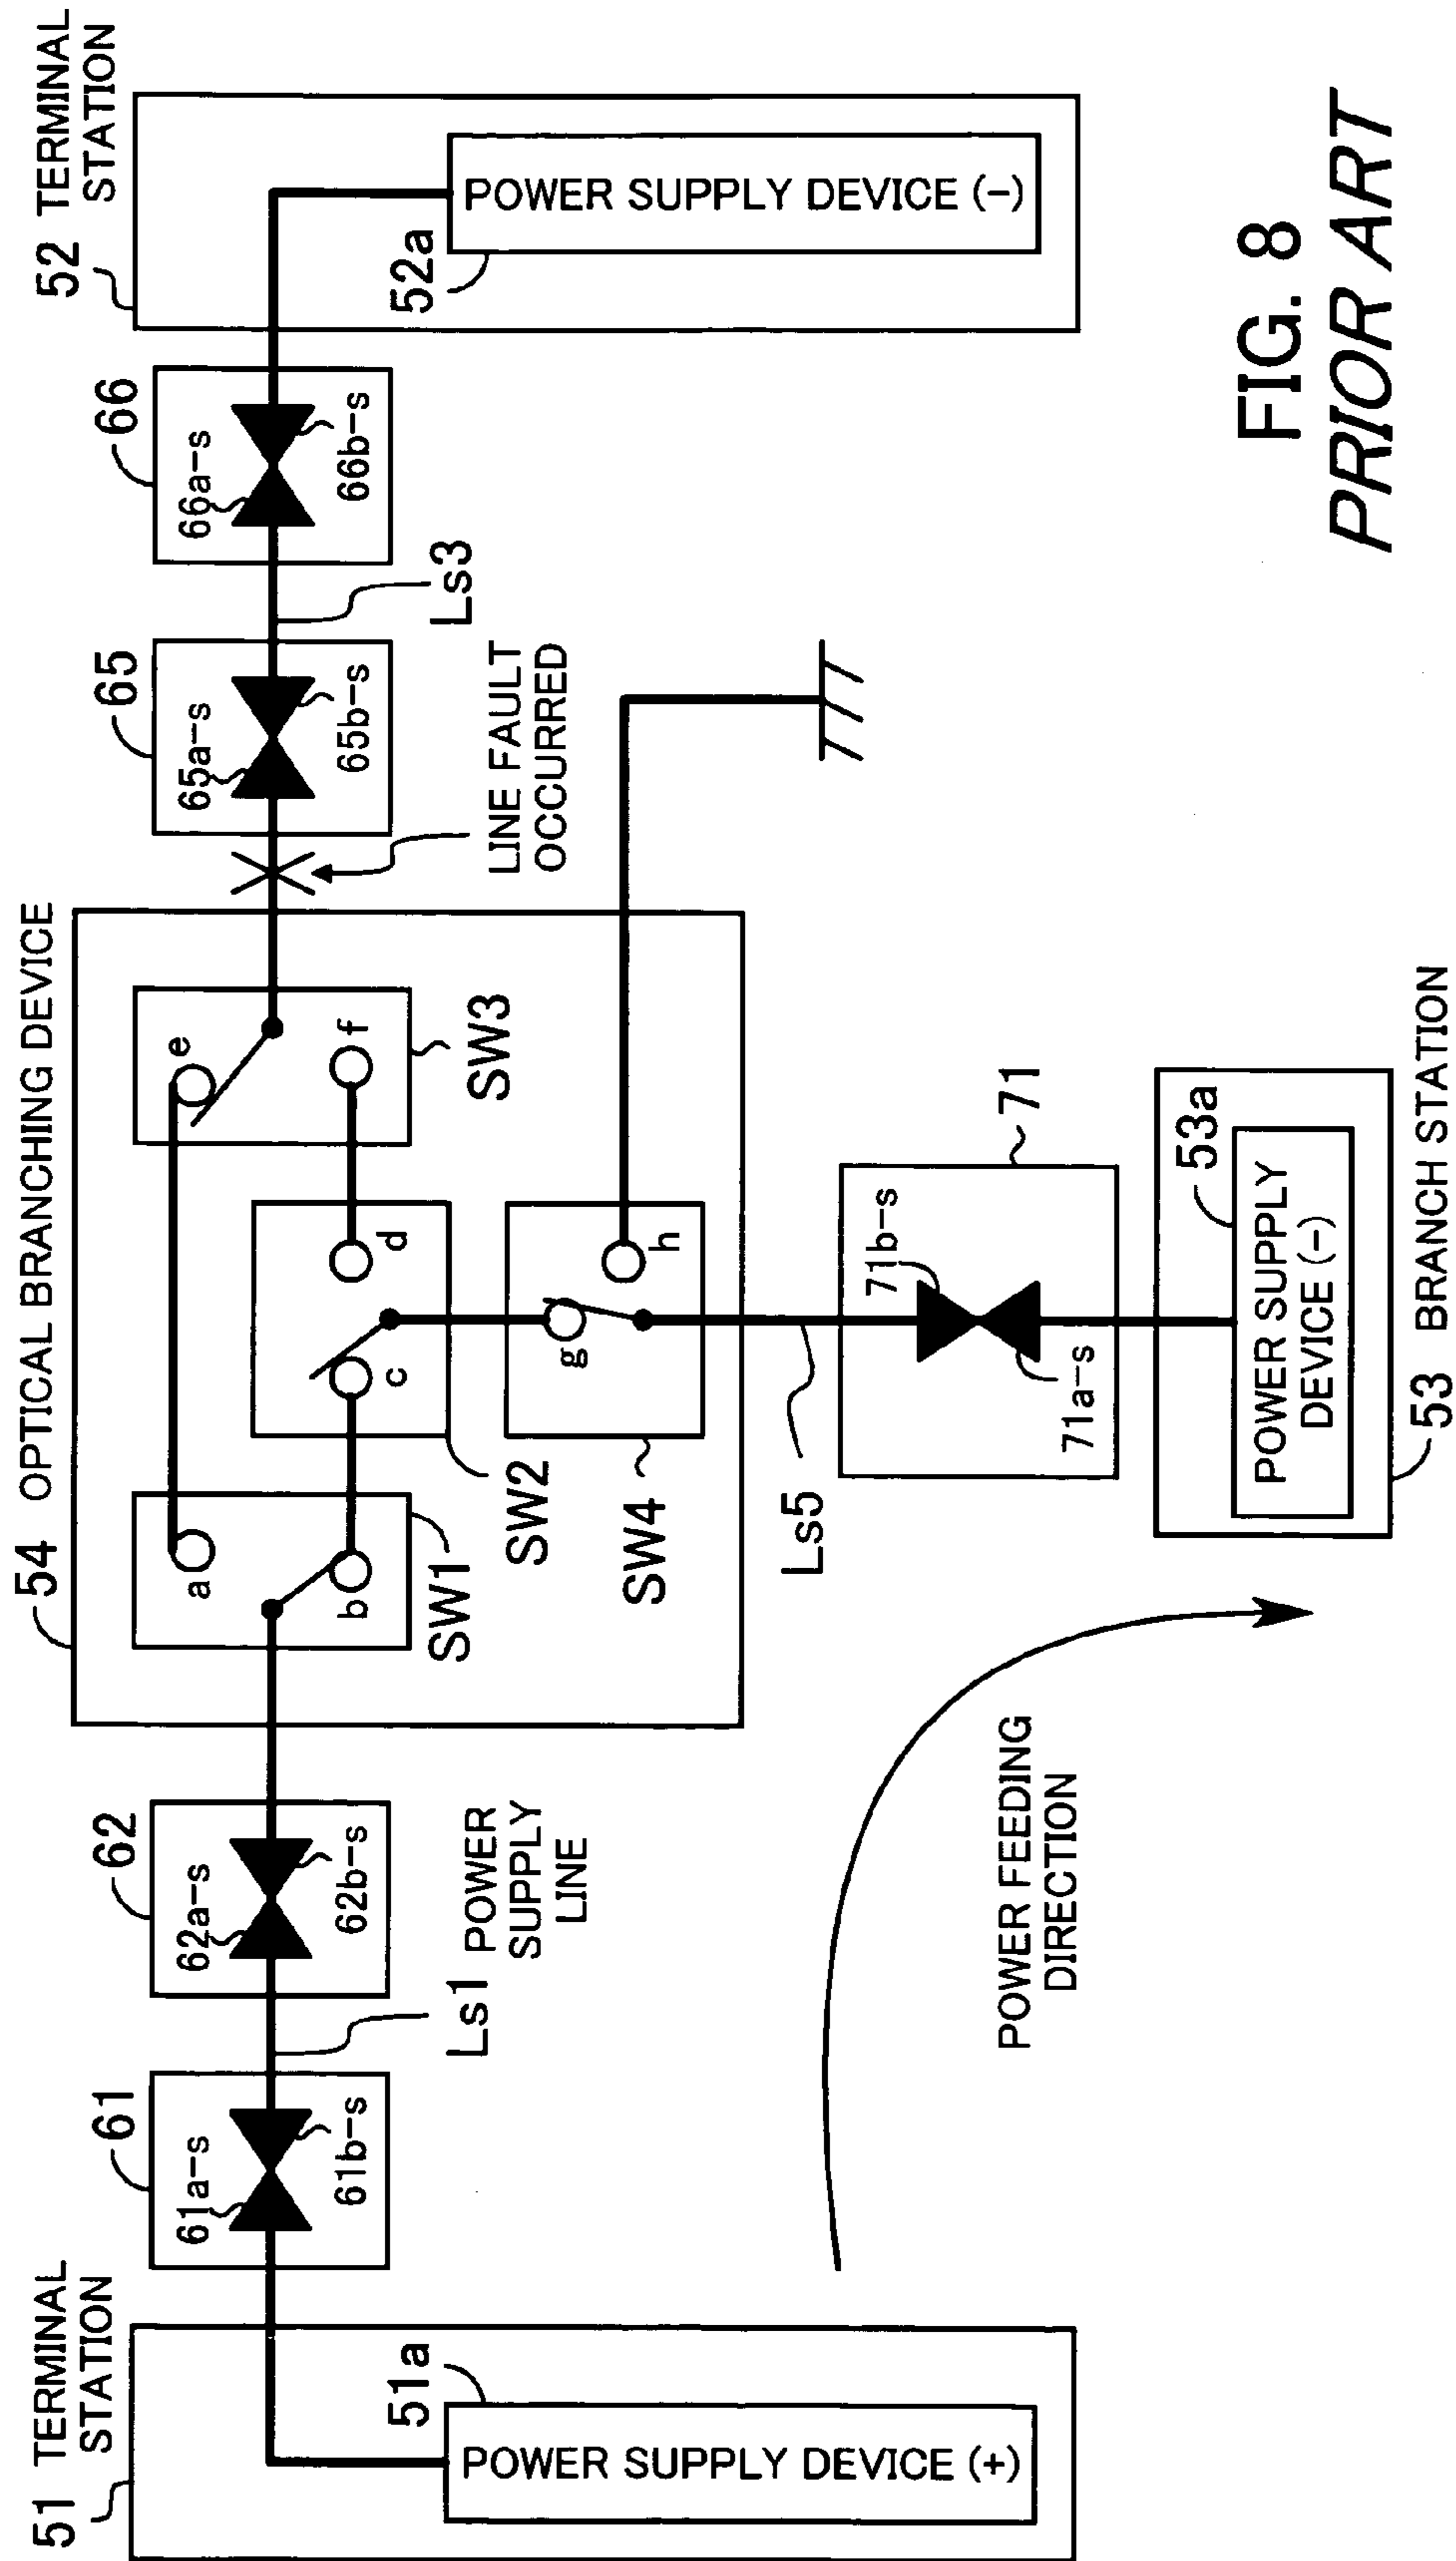 51 TERMINAL
STATION
51a
POWER SUPPLY DEVICE (+)
61
61a-s
61b-s
Ls1 POWER
SUPPLY
LINE
62
62a-s
62b-s
54 OPTICAL BRANCHING DEVICE
a
b
SW1
c
d
SW2
e
f
SW3
g
h
SW4
LINE FAULT
OCCURRED
65
65a-s
65b-s
Ls3
66
66a-s
66b-s
52 TERMINAL
STATION
52a
POWER SUPPLY DEVICE (-)
Ls5
71
71b-s
71a-s
53a
POWER SUPPLY
DEVICE (-)
53 BRANCH STATION
POWER FEEDING
DIRECTION
FIG. 8
PRIOR ART